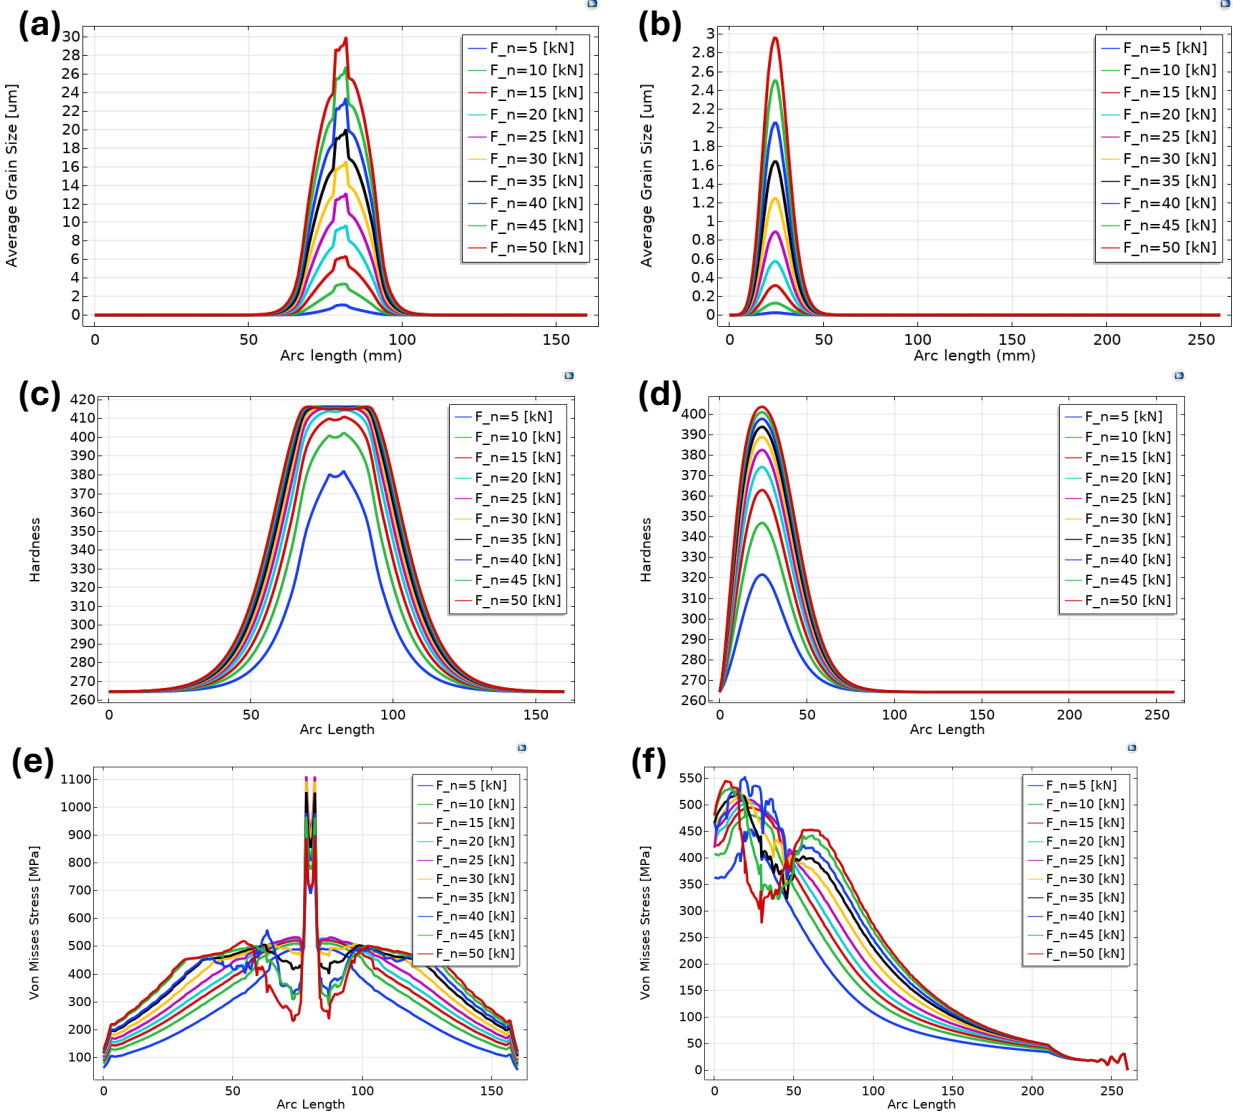 (a)
Average Grain Size [um]
30
28
26
24
22
20
18
16
14
12
10
8
6
4
2
0
F_n=5 [kN]
F_n=10 [kN]
F_n=15 [kN]
F_n=20 [kN]
F_n=25 [kN]
F_n=30 [kN]
F_n=35 [kN]
F_n=40 [kN]
F_n=45 [kN]
F_n=50 [kN]
0 50 100 150
Arc length (mm)
(b)
Average Grain Size [um]
3
2.8
2.6
2.4
2.2
2
1.8
1.6
1.4
1.2
1
0.8
0.6
0.4
0.2
0
F_n=5 [kN]
F_n=10 [kN]
F_n=15 [kN]
F_n=20 [kN]
F_n=25 [kN]
F_n=30 [kN]
F_n=35 [kN]
F_n=40 [kN]
F_n=45 [kN]
F_n=50 [kN]
0 50 100 150 200 250
Arc length (mm)
(c)
Hardness
420
410
400
390
380
370
360
350
340
330
320
310
300
290
280
270
260
F_n=5 [kN]
F_n=10 [kN]
F_n=15 [kN]
F_n=20 [kN]
F_n=25 [kN]
F_n=30 [kN]
F_n=35 [kN]
F_n=40 [kN]
F_n=45 [kN]
F_n=50 [kN]
0 50 100 150
Arc Length
(d)
Hardness
400
390
380
370
360
350
340
330
320
310
300
290
280
270
260
F_n=5 [kN]
F_n=10 [kN]
F_n=15 [kN]
F_n=20 [kN]
F_n=25 [kN]
F_n=30 [kN]
F_n=35 [kN]
F_n=40 [kN]
F_n=45 [kN]
F_n=50 [kN]
0 50 100 150 200 250
Arc Length
(e)
Von Mises Stress [MPa]
1100
1000
900
800
700
600
500
400
300
200
100
F_n=5 [kN]
F_n=10 [kN]
F_n=15 [kN]
F_n=20 [kN]
F_n=25 [kN]
F_n=30 [kN]
F_n=35 [kN]
F_n=40 [kN]
F_n=45 [kN]
F_n=50 [kN]
0 50 100 150
Arc Length
(f)
Von Mises Stress [MPa]
550
500
450
400
350
300
250
200
150
100
50
0
F_n=5 [kN]
F_n=10 [kN]
F_n=15 [kN]
F_n=20 [kN]
F_n=25 [kN]
F_n=30 [kN]
F_n=35 [kN]
F_n=40 [kN]
F_n=45 [kN]
F_n=50 [kN]
0 50 100 150 200 250
Arc Length